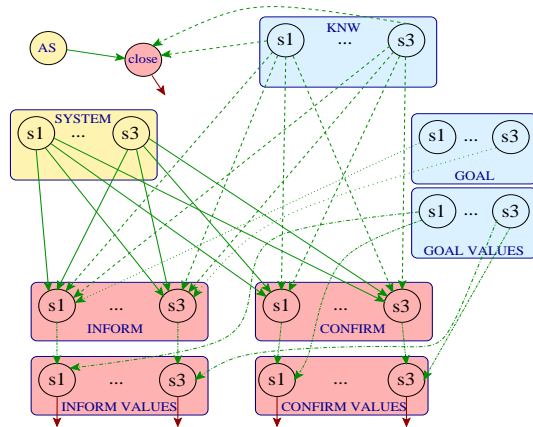 KNW
AS
close
s1 ... s3
SYSTEM
s1 ... s3
s1 ... s3
GOAL
s1 ... s3
GOAL VALUES
s1 ... s3
INFORM
s1 ... s3
CONFIRM
s1 ... s3
INFORM VALUES
s1 ... s3
CONFIRM VALUES